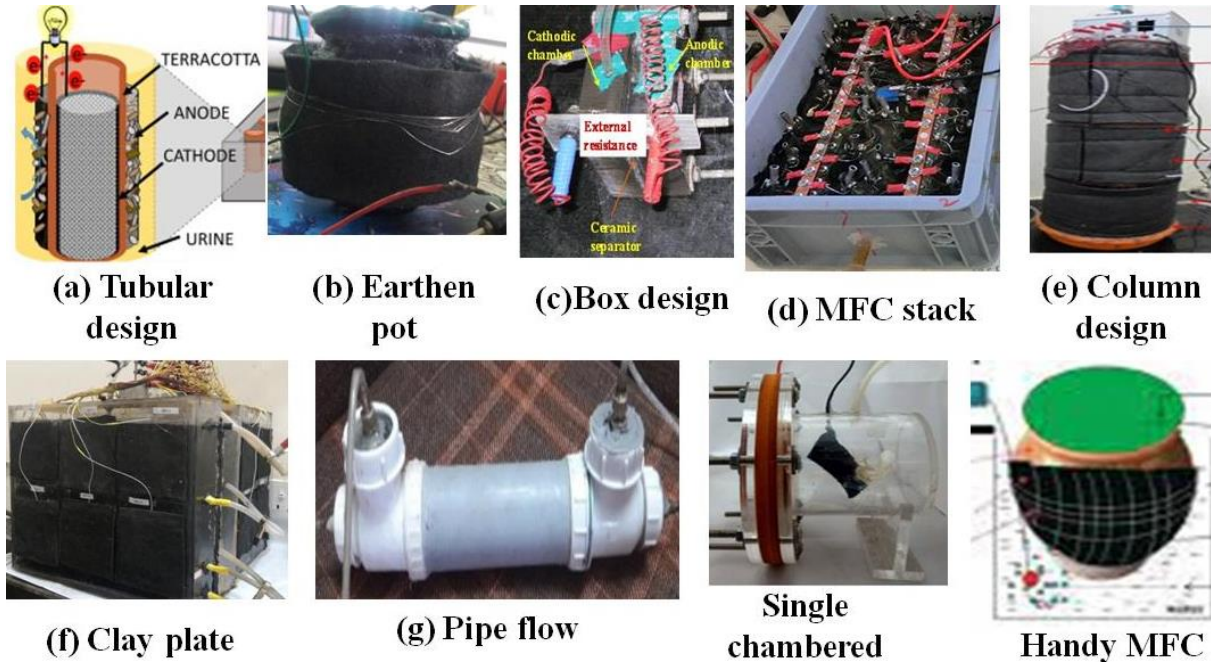 TERRACOTTA
ANODE
CATHODE
URINE
(a) Tubular
design
(b) Earthen
pot
Cathodic
chamber
Anodic
chamber
External
resistance
Ceramic
separator
(c)Box design
(d) MFC stack
(e) Column
design
(f) Clay plate
(g) Pipe flow
Single
chambered
Handy MFC